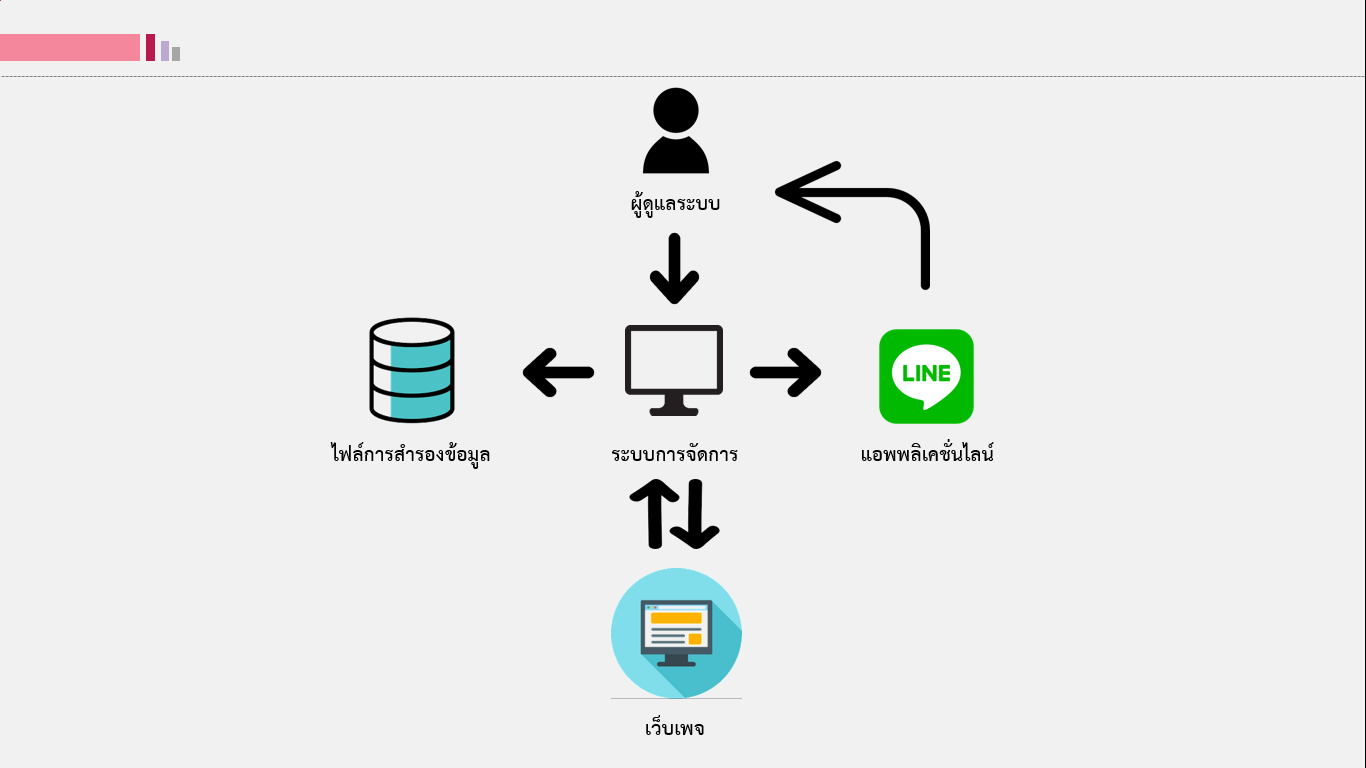 ผู้ดูแลระบบ
LINE
ไฟล์การสำรองข้อมูล
ระบบการจัดการ
แอพพลิเคชั่นไลน์
เว็บเพจ